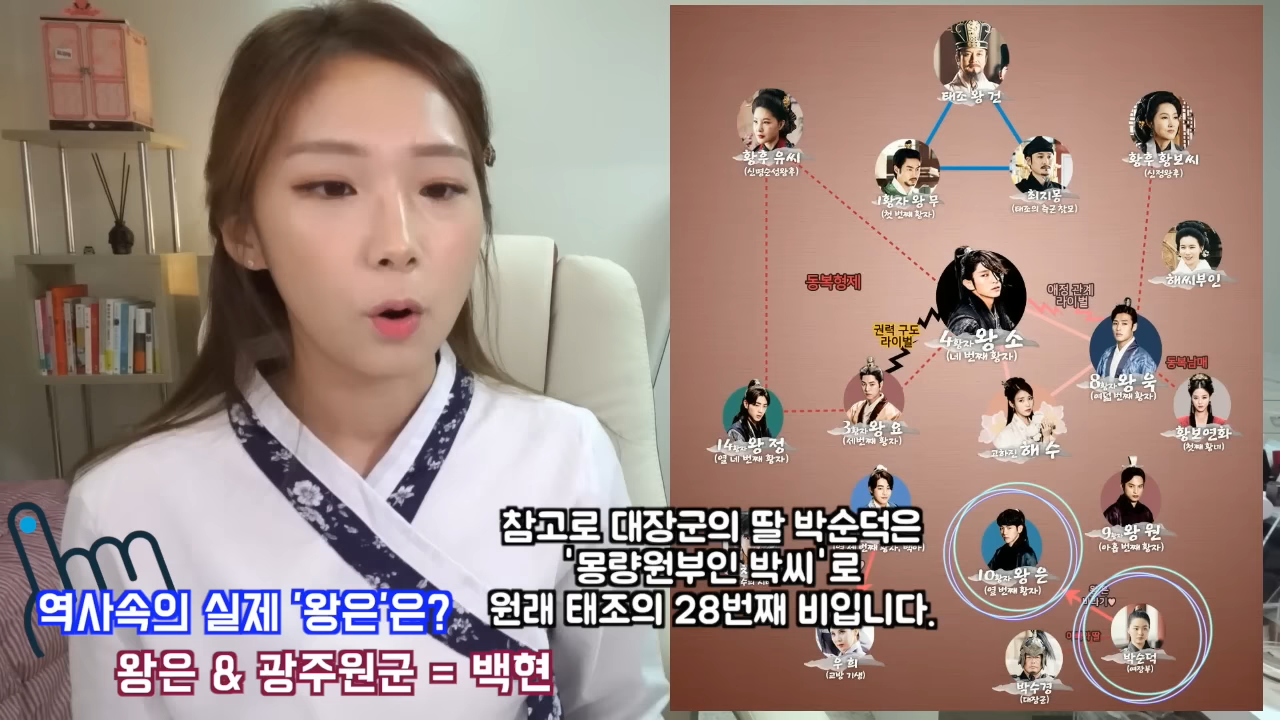 태조 왕 건
황후 유씨
(신명순성왕후)
황후 황보씨
(신정왕후)
1황자 왕 무
(첫 번째 황자)
최지몽
(태조의 측근 참모)
해씨부인
동복형제
애정관계
라이벌
권력 구도
라이벌
4황자 왕 소
(네 번째 황자)
8황자 왕 욱
(여덟 번째 황자)
동복남매
14황자 왕 정
(열 네 번째 황자)
3황자 왕 요
(세번째 황자)
고하진 해 수
황보연화
(첫째 황녀)
9황자 왕 원
(아홉 번째 황자)
10황자 왕 은
(열 번째 황자)
참고로 대장군의 딸 박순덕은
'몽량원부인 박씨'로
원래 태조의 28번째 비입니다.
역사속의 실제 '왕은'은?
왕은 & 광주원군 = 백현
우 희
(교방 기생)
박수경
(대장군)
박순덕
(여장부)